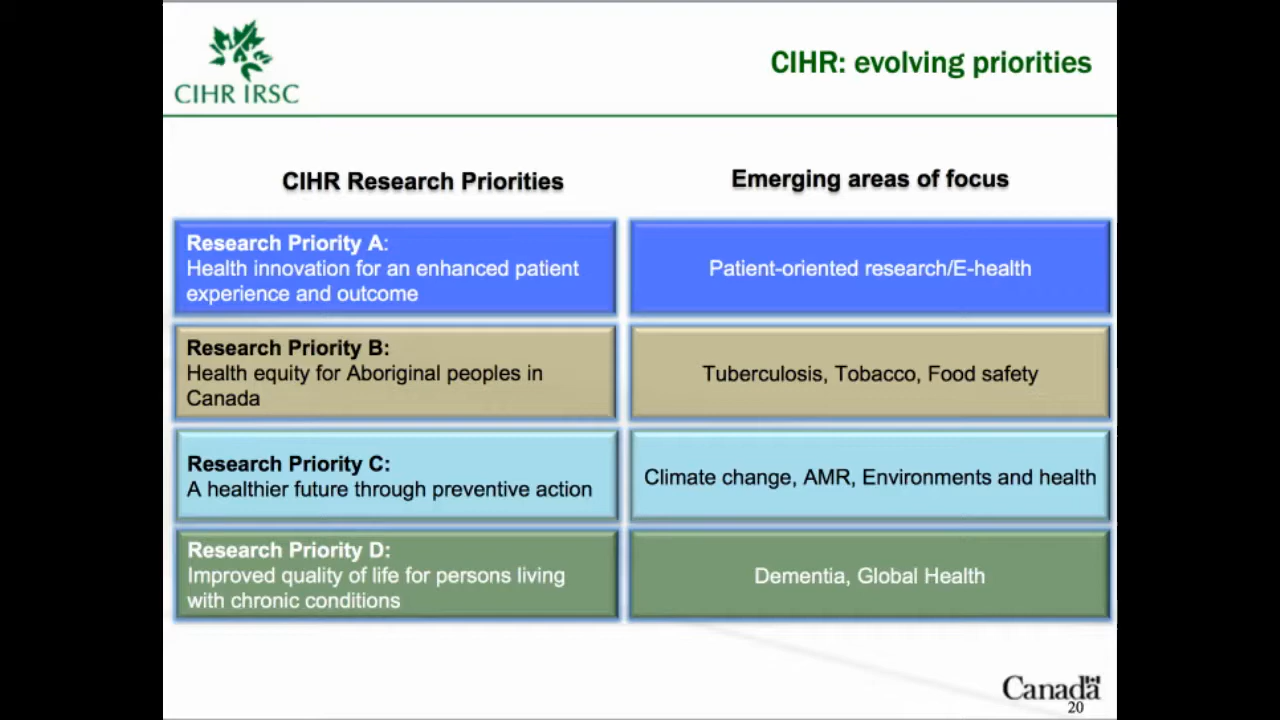 CIHR IRSC
CIHR: evolving priorities
CIHR Research Priorities
Emerging areas of focus
Research Priority A:
Health innovation for an enhanced patient
experience and outcome
Patient-oriented research/E-health
Research Priority B:
Health equity for Aboriginal peoples in
Canada
Tuberculosis, Tobacco, Food safety
Research Priority C:
A healthier future through preventive action
Climate change, AMR, Environments and health
Research Priority D:
Improved quality of life for persons living
with chronic conditions
Dementia, Global Health
Canada
20